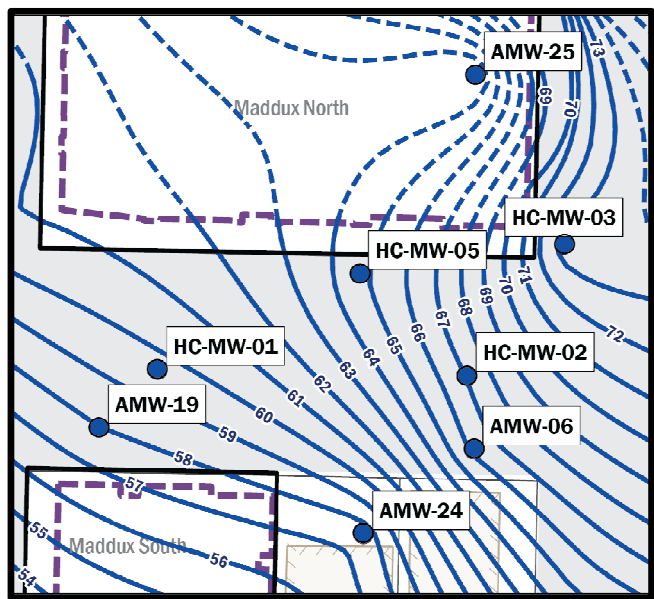 AMW-25
73
69
70
Maddux North
HC-MW-03
HC-MW-05
71
70
69
68
67
66
65
64
63
62
61
60
59
58
57
56
55
54
72
HC-MW-01
HC-MW-02
AMW-19
AMW-06
AMW-24
Maddux South